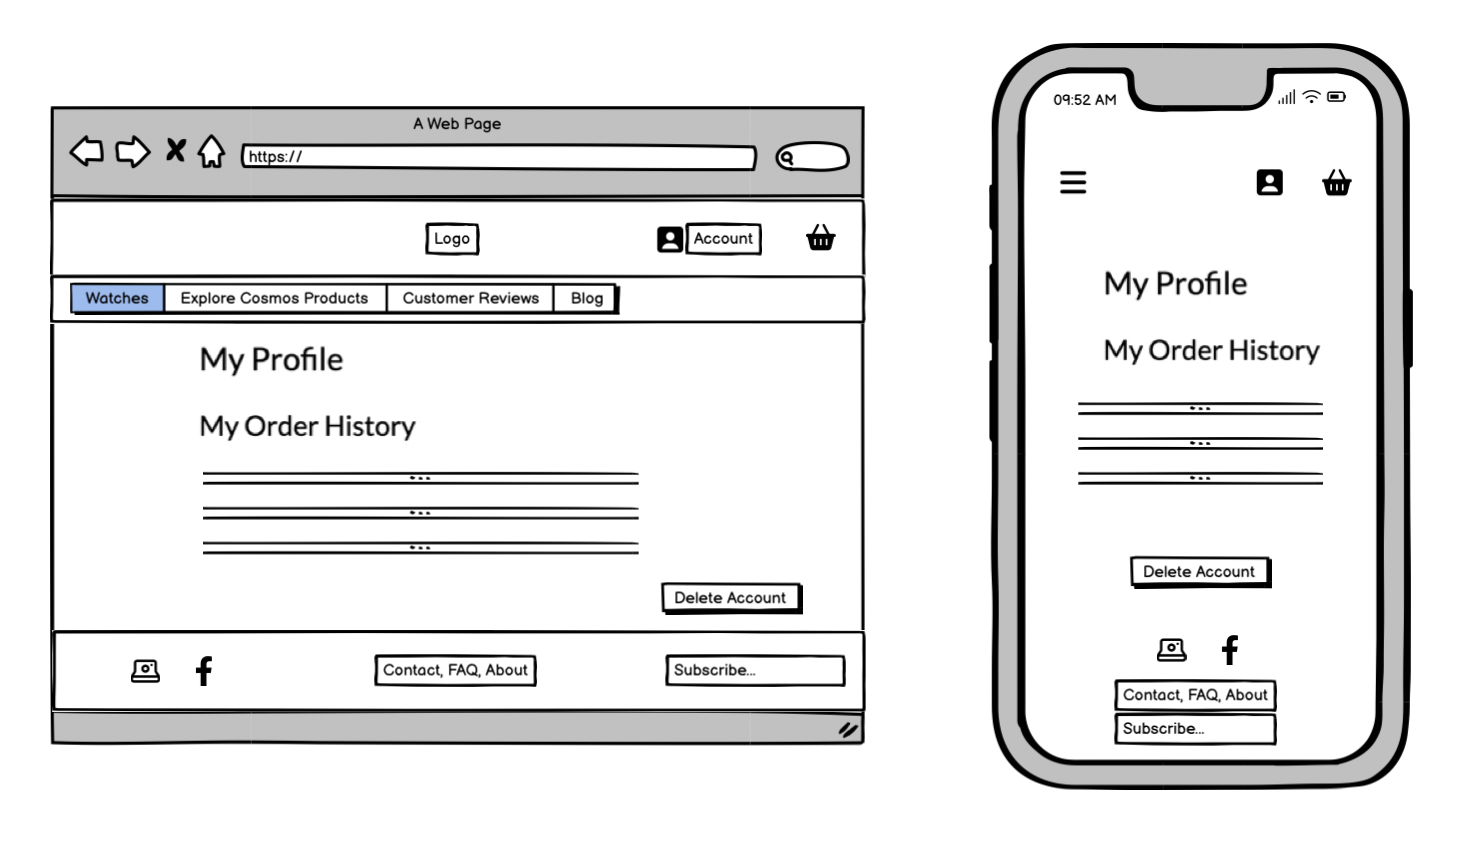 A Web Page
https://
Logo
Account
Watches
Explore Cosmos Products
Customer Reviews
Blog
My Profile
My Order History
...
...
...
Delete Account
Contact, FAQ, About
Subscribe...
09:52 AM
My Profile
My Order History
...
...
...
Delete Account
Contact, FAQ, About
Subscribe...